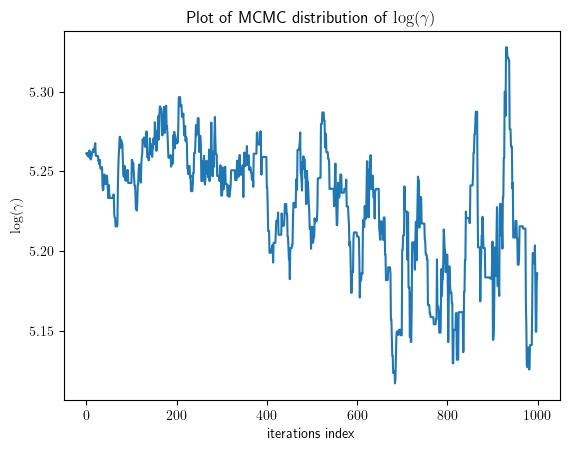 Plot of MCMC distribution of log(γ)
5.30
5.25
5.20
5.15
log(γ)
0 200 400 600 800 1000
iterations index